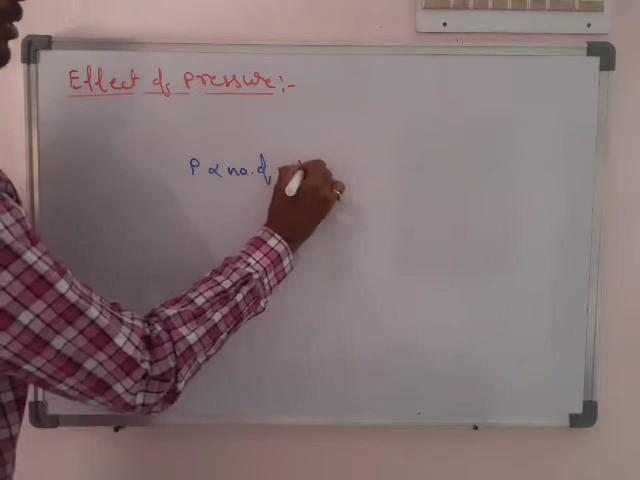 Effect of Pressure:-
P ∝ no. of